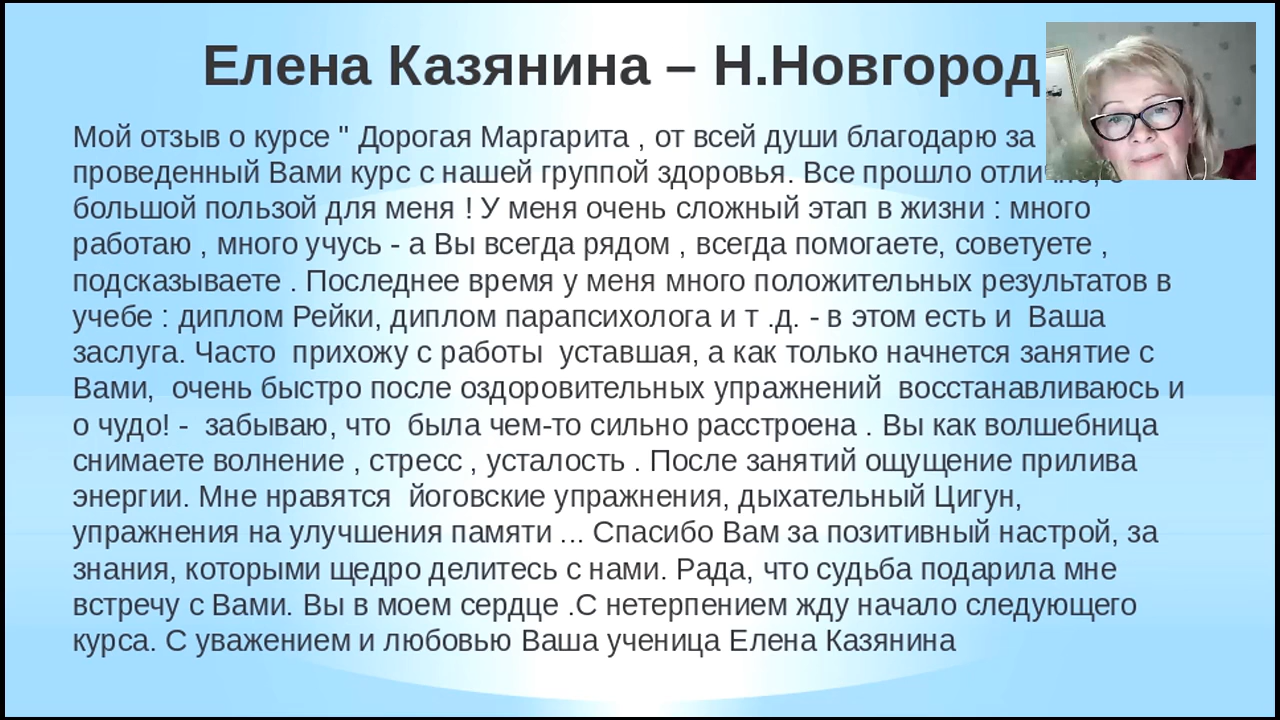 Елена Казянина – Н.Новгород
Мой отзыв о курсе " Дорогая Маргарита , от всей души благодарю за
проведенный Вами курс с нашей группой здоровья. Все прошло
большой пользой для меня ! У меня очень сложный этап в жизни : много
работаю , много учусь - а Вы всегда рядом , всегда помогаете, советуете ,
подсказываете . Последнее время у меня много положительных результатов в
учебе : диплом Рейки, диплом парапсихолога и т .д. - в этом есть и  Ваша
заслуга. Часто  прихожу с работы  уставшая, а как только начнется занятие с
Вами,  очень быстро после оздоровительных упражнений  восстанавливаюсь и
о чудо! -  забываю, что  была чем-то сильно расстроена . Вы как волшебница
снимаете волнение , стресс , усталость . После занятий ощущение прилива
энергии. Мне нравятся  йоговские упражнения, дыхательный Цигун,
упражнения на улучшения памяти ... Спасибо Вам за позитивный настрой, за
знания, которыми щедро делитесь с нами. Рада, что судьба подарила мне
встречу с Вами. Вы в моем сердце .С нетерпением жду начало следующего
курса. С уважением и любовью Ваша ученица Елена Казянина